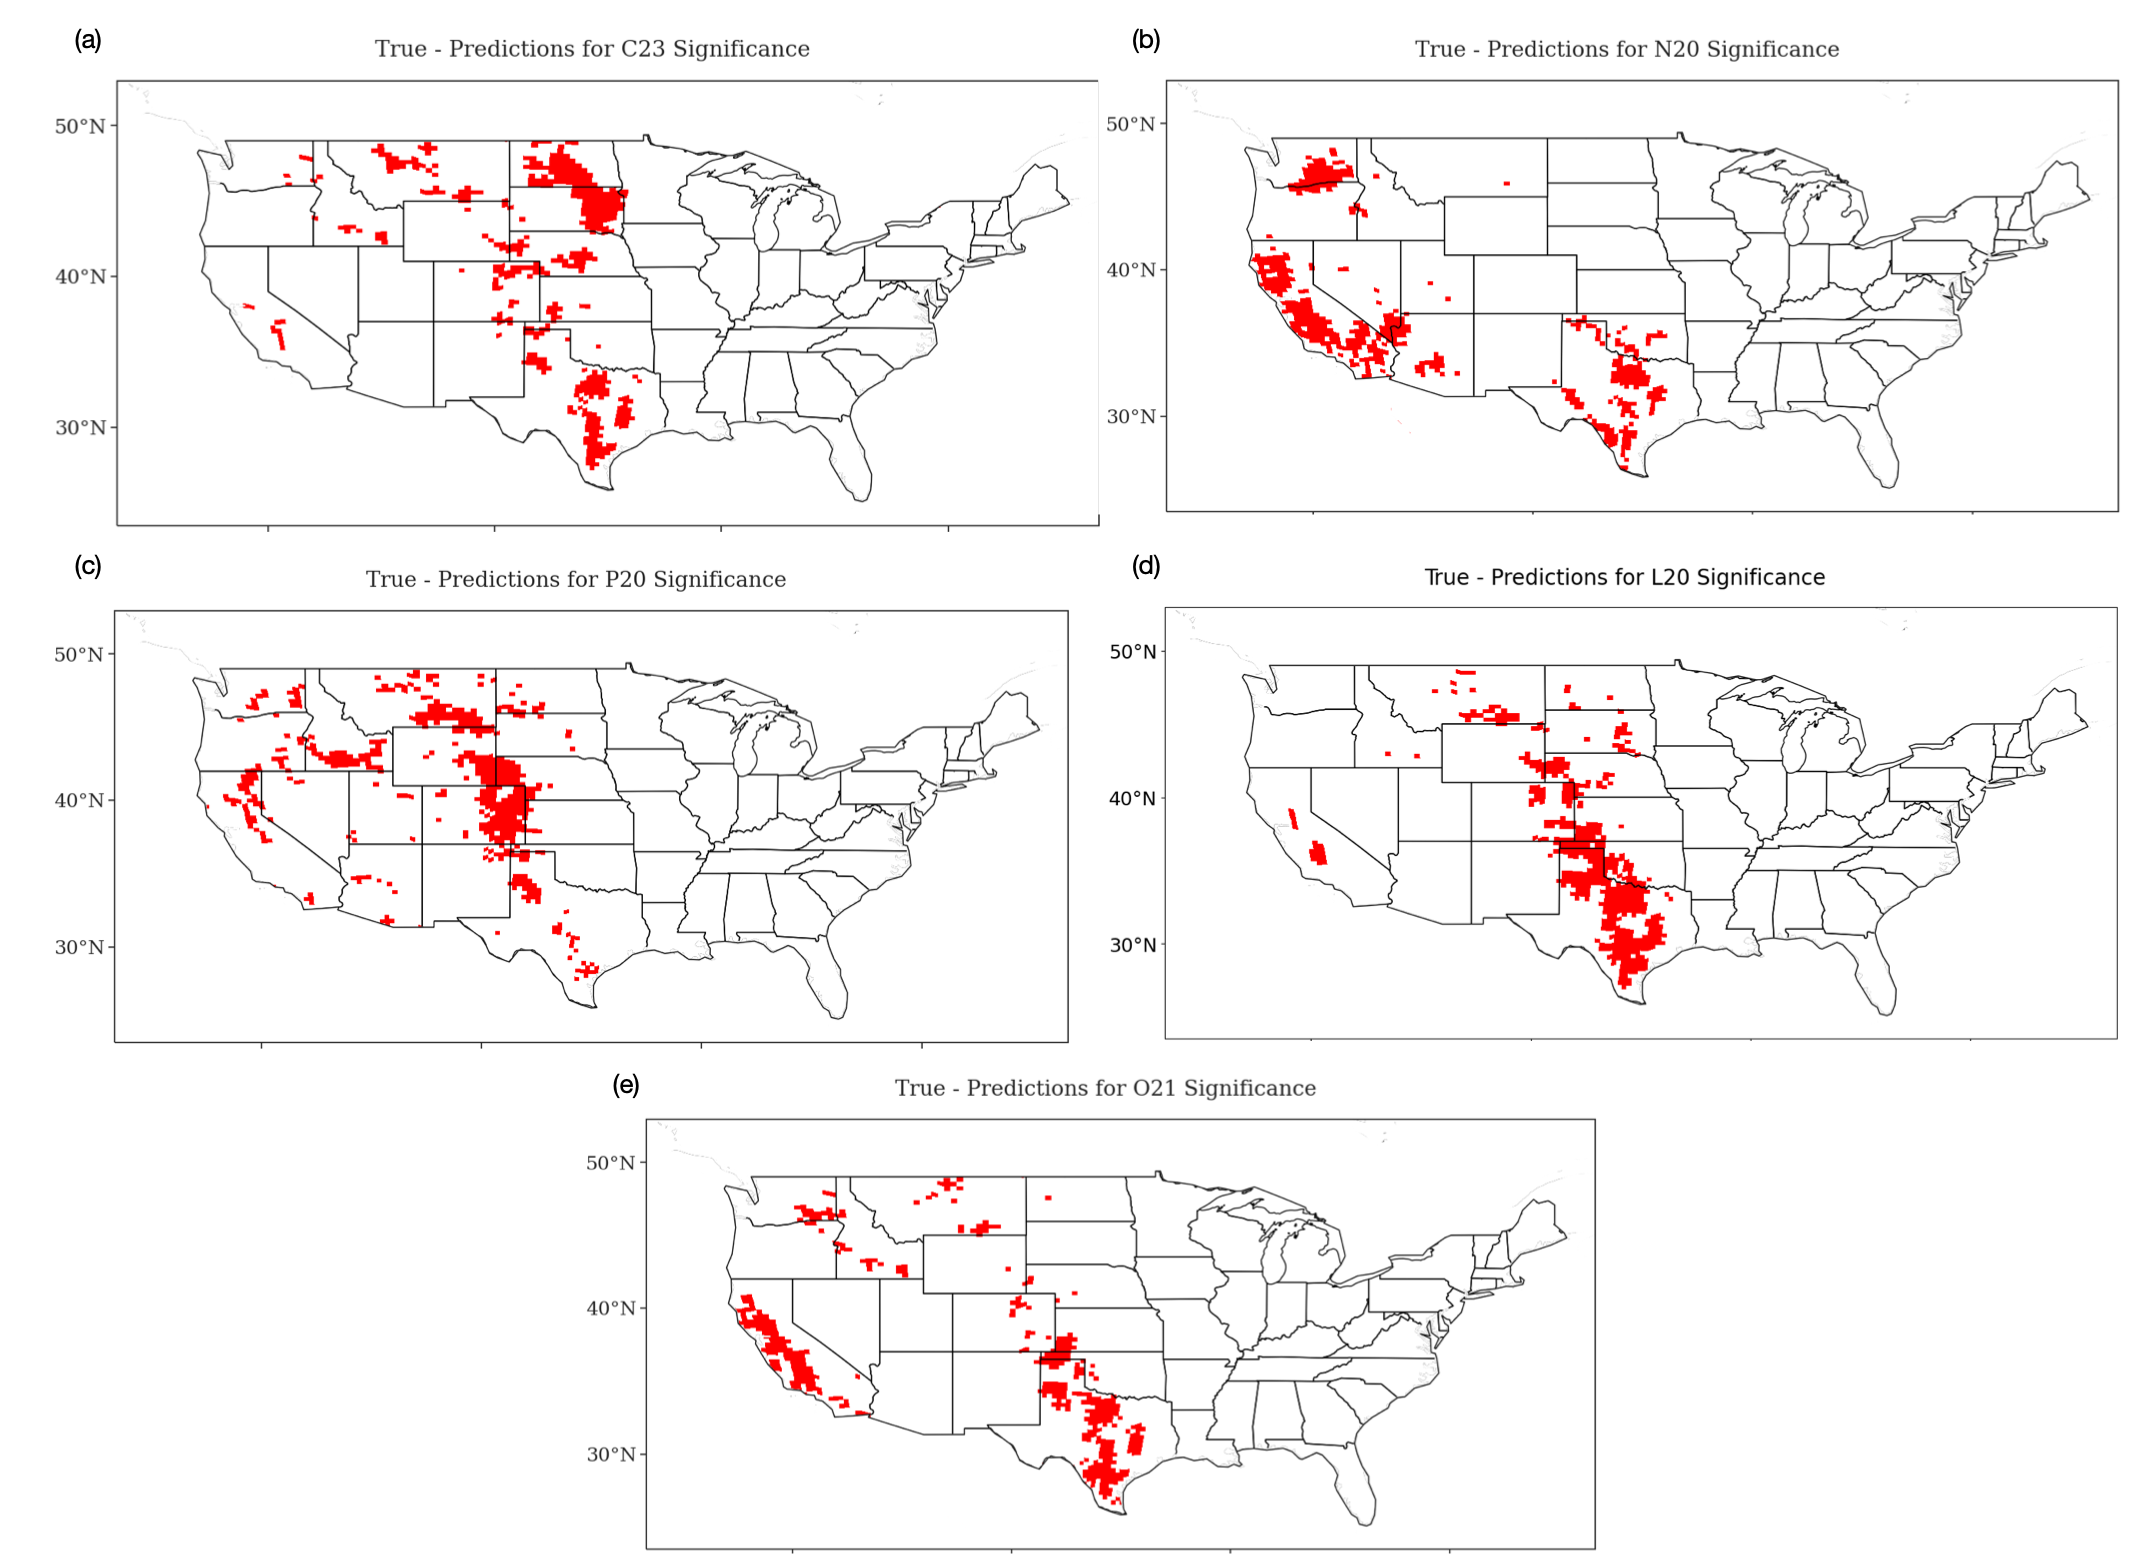 (a)
True - Predictions for C23 Significance
50°N
40°N
30°N
(b)
True - Predictions for N20 Significance
50°N
40°N
30°N
(c)
True - Predictions for P20 Significance
50°N
40°N
30°N
(d)
True - Predictions for L20 Significance
50°N
40°N
30°N
(e)
True - Predictions for O21 Significance
50°N
40°N
30°N